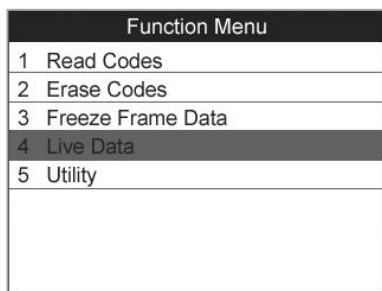 Function Menu
1 Read Codes
2 Erase Codes
3 Freeze Frame Data
4 Live Data
5 Utility